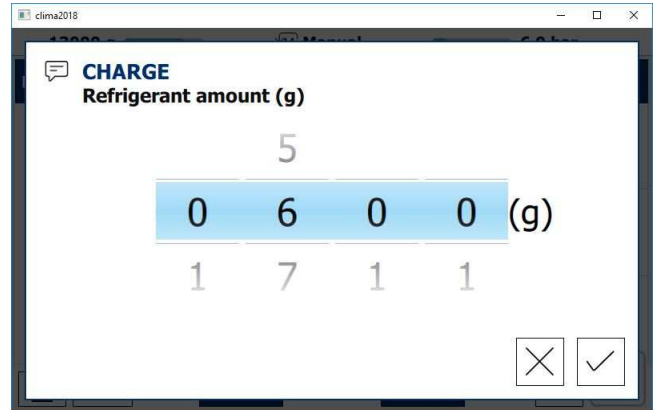 clima2018
CHARGE
Refrigerant amount (g)
5
0 6 0 0 (g)
1 7 1 1